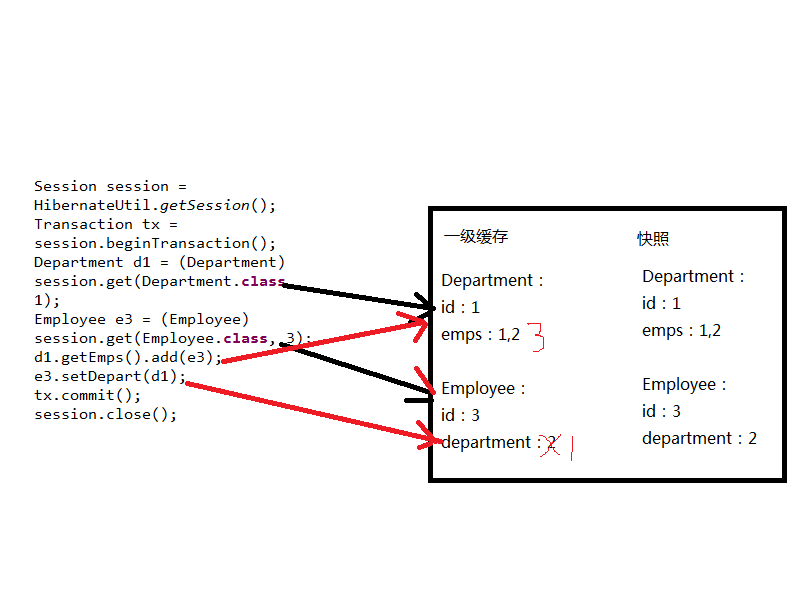 Session session =
HibernateUtil.getSession();
Transaction tx =
session.beginTransaction();
Department d1 = (Department)
session.get(Department.class
1);
Employee e3 = (Employee)
session.get(Employee.class, 3);
d1.getEmps().add(e3);
e3.setDepart(d1);
tx.commit();
session.close();
一级缓存
Department：
id：1
emps：1,2 3
Employee：
id：3
department：2 1
快照
Department：
id：1
emps：1,2
Employee：
id：3
department：2